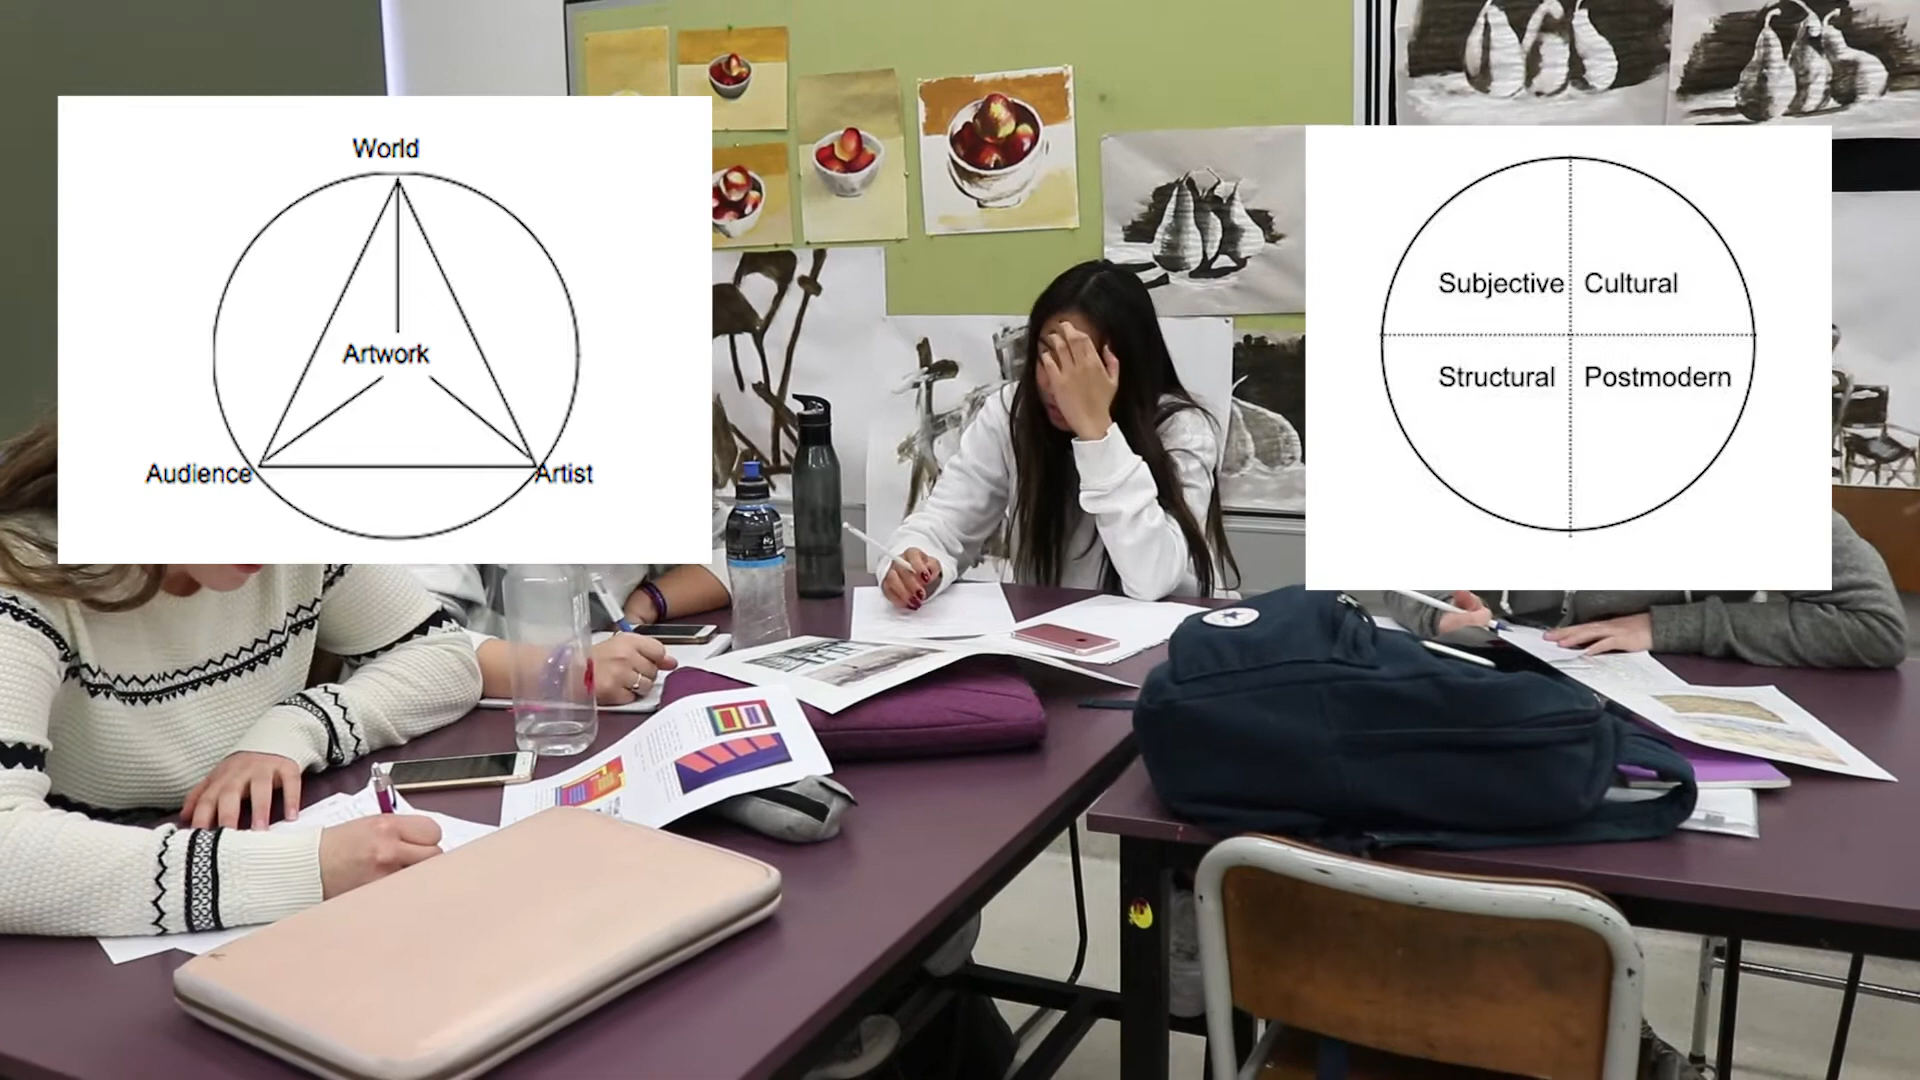 World
Artwork
Audience
Artist
Subjective
Cultural
Structural
Postmodern